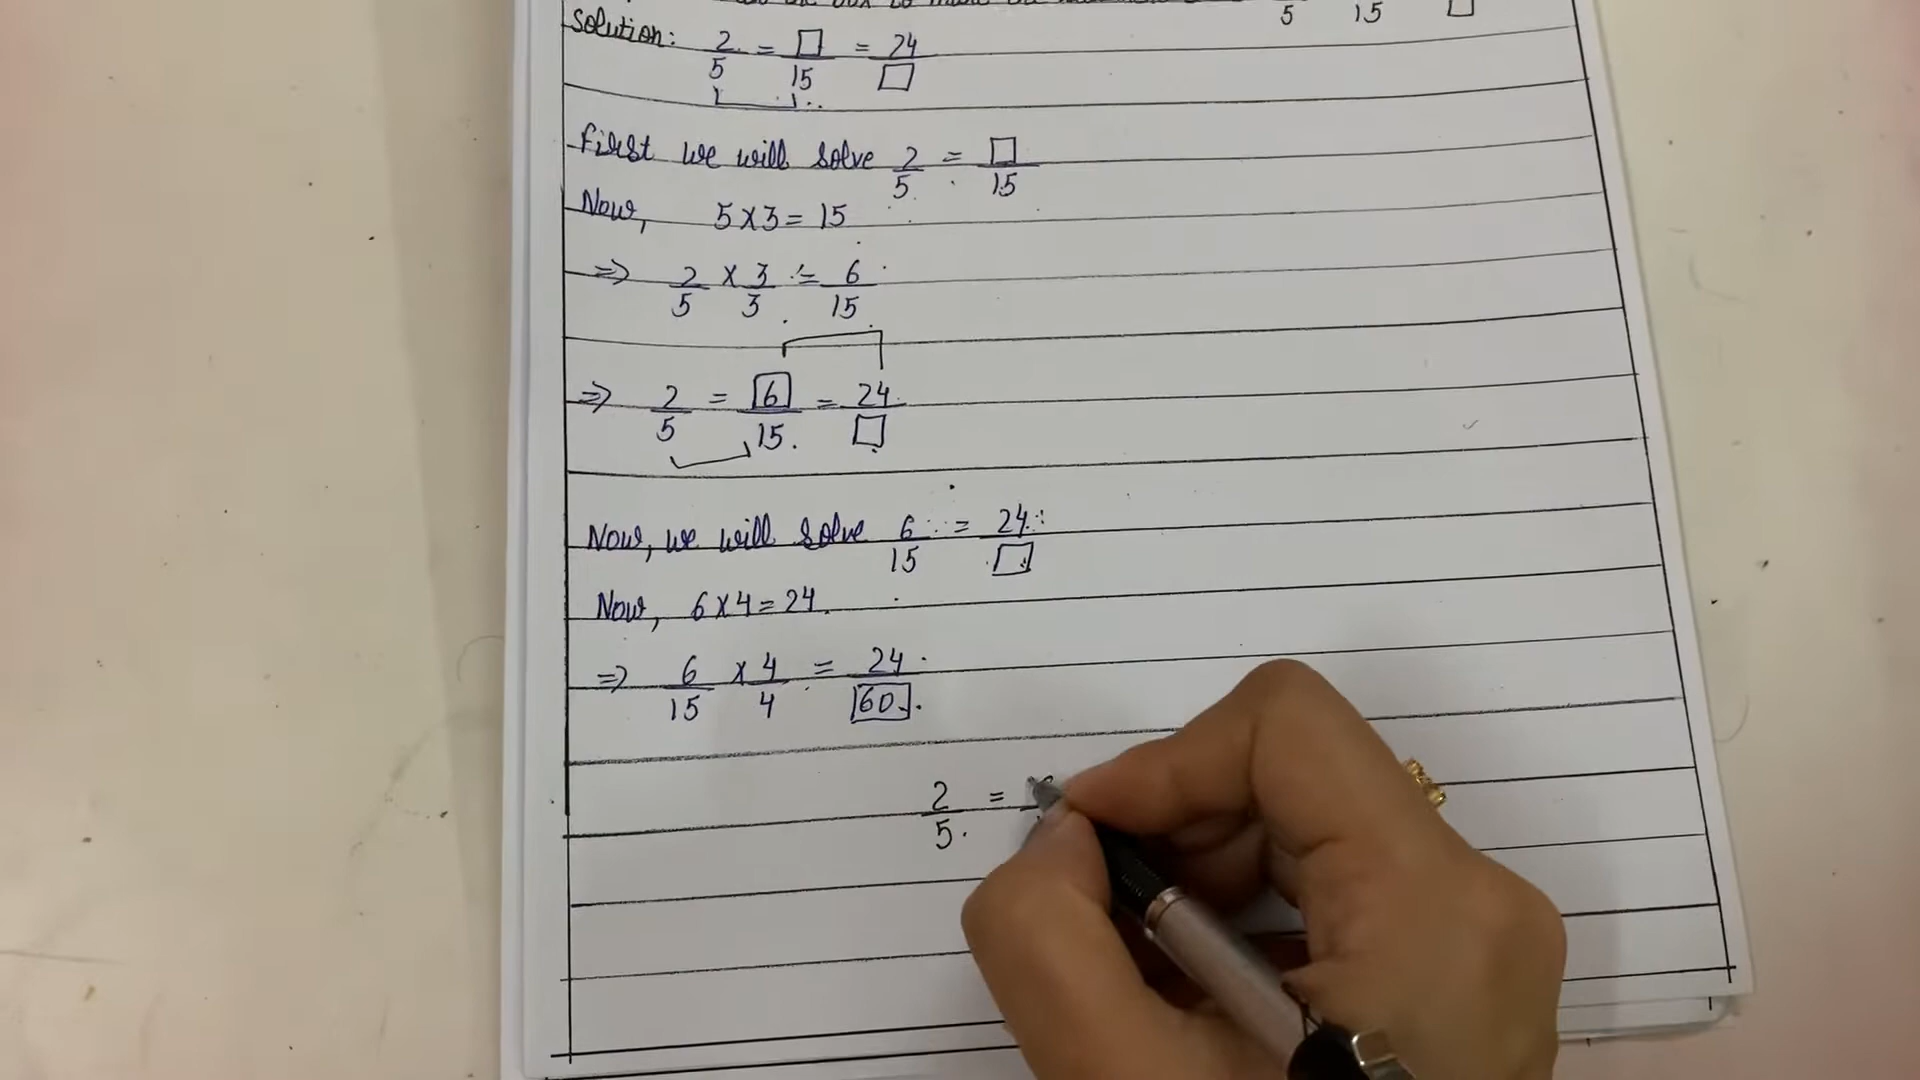 5 15 □
Solution: 2/5 = □/15 = 24/□
First we will solve 2/5 = □/15
Now, 5×3=15
⇒ 2/5 × 3/3 = 6/15
⇒ 2/5 = 6/15 = 24/□
Now, we will solve 6/15 = 24/□
Now, 6×4=24
⇒ 6/15 × 4/4 = 24/60
2/5 =